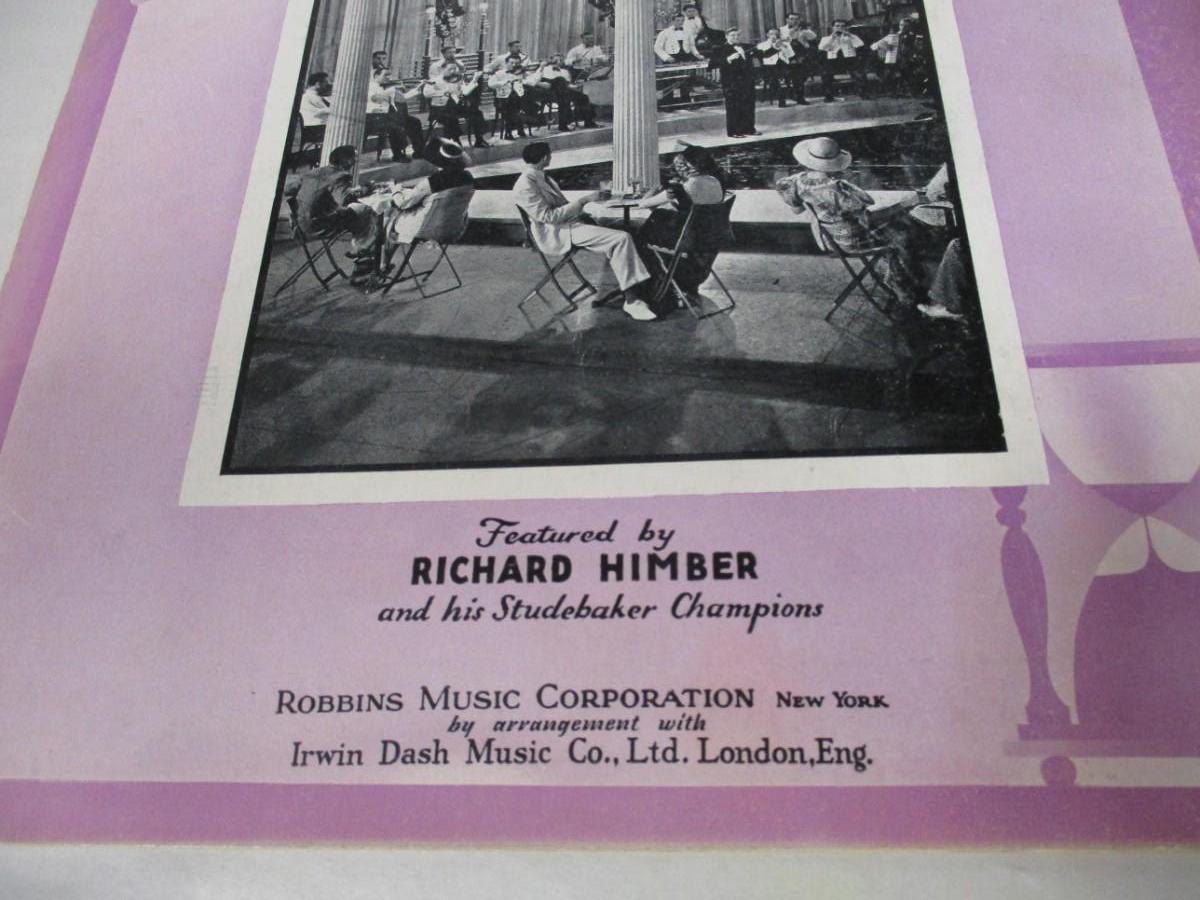 Featured by
RICHARD HIMBER
and his Studebaker Champions
ROBBINS MUSIC CORPORATION NEW YORK
by arrangement with
Irwin Dash Music Co., Ltd. London, Eng.